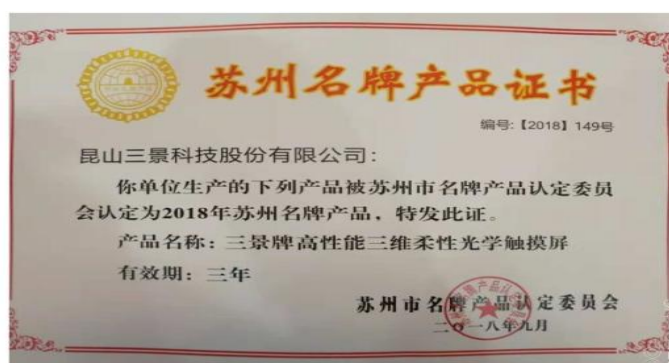 苏州名牌产品证书
编号:【2018】149号
昆山三景科技股份有限公司:
你单位生产的下列产品被苏州市名牌产品认定委员
会认定为2018年苏州名牌产品,特发此证。
产品名称:三景牌高性能三维柔性光学触摸屏
有效期:三年
苏州市名牌产品认定委员会
二〇一八年九月